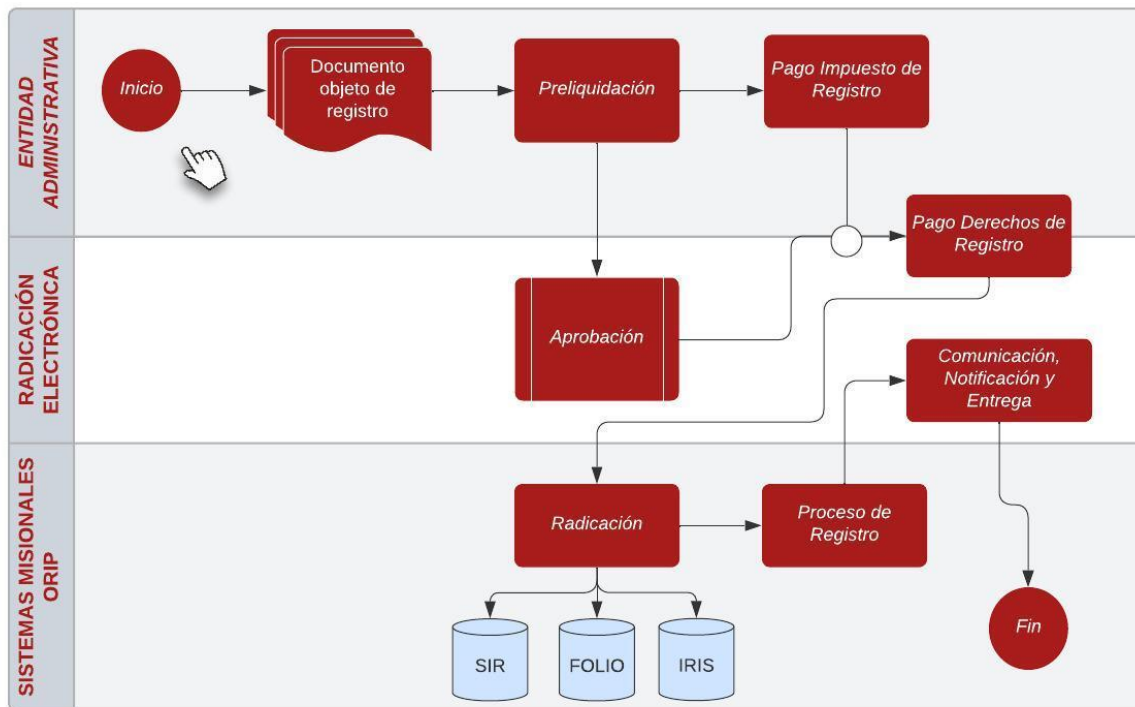 ENTIDAD
ADMINISTRATIVA
Inicio
Documento
objeto de
registro
Preliquidación
Pago Impuesto de
Registro
Pago Derechos de
Registro
RADICACIÓN
ELECTRÓNICA
Aprobación
Comunicación,
Notificación y
Entrega
SISTEMAS MISIONALES
ORIP
Radicación
Proceso de
Registro
Fin
SIR
FOLIO
IRIS